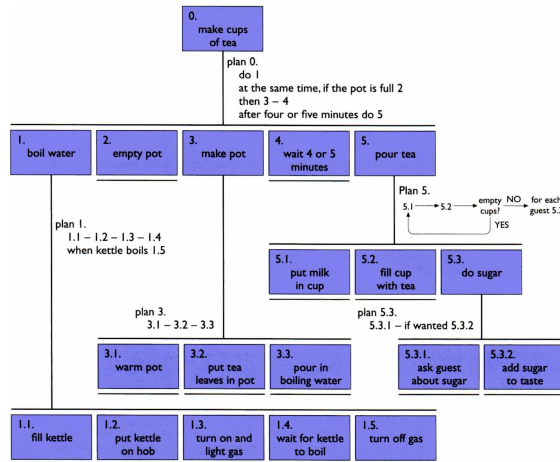 0.
make cups
of tea
plan 0.
do 1
at the same time, if the pot is full 2
then 3 – 4
after four or five minutes do 5
1.
boil water
2.
empty pot
3.
make pot
4.
wait 4 or 5
minutes
5.
pour tea
plan 1.
1.1 – 1.2 – 1.3 – 1.4
when kettle boils 1.5
Plan 5.
5.1
5.2
empty
cups?
NO
for each
guest 5.3
YES
5.1.
put milk
in cup
5.2.
fill cup
with tea
5.3.
do sugar
plan 3.
3.1 – 3.2 – 3.3
plan 5.3.
5.3.1 – if wanted 5.3.2
3.1.
warm pot
3.2.
put tea
leaves in pot
3.3.
pour in
boiling water
5.3.1.
ask guest
about sugar
5.3.2.
add sugar
to taste
1.1.
fill kettle
1.2.
put kettle
on hob
1.3.
turn on and
light gas
1.4.
wait for kettle
to boil
1.5.
turn off gas